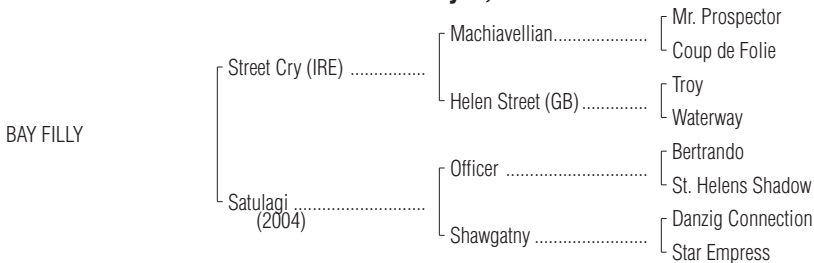 Mr. Prospector
Machiavellian....................
Coup de Folie
Street Cry (IRE) ................
Troy
Helen Street (GB)..............
Waterway
BAY FILLY
Bertrando
Officer ..............................
St. Helens Shadow
Satulagi ...........................
(2004)
Danzig Connection
Shawgatny ........................
Star Empress